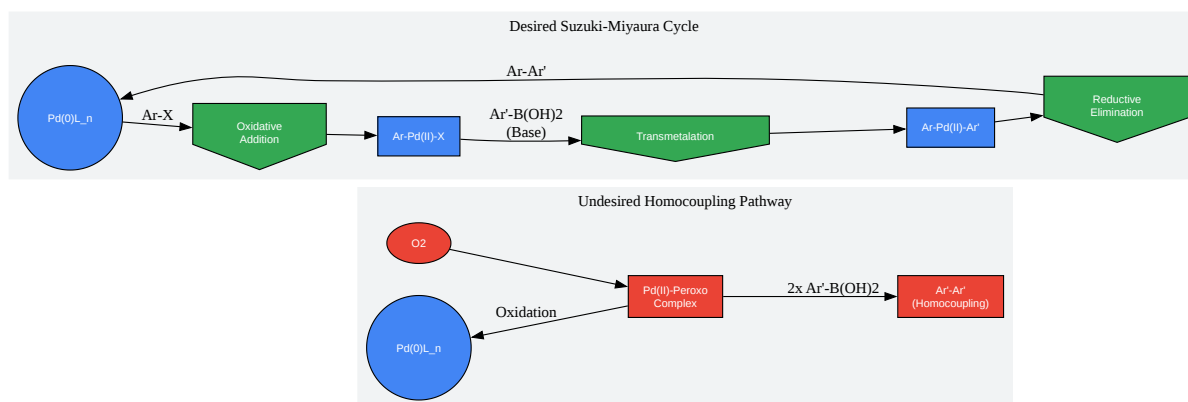 Desired Suzuki-Miyaura Cycle
Ar-Ar'
Pd(0)L_n
Ar-X
Oxidative
Addition
Ar-Pd(II)-X
Ar'-B(OH)2
(Base)
Transmetalation
Ar-Pd(II)-Ar'
Reductive
Elimination
Undesired Homocoupling Pathway
O2
Pd(II)-Peroxo
Complex
2x Ar'-B(OH)2
Ar'-Ar'
(Homocoupling)
Oxidation
Pd(0)L_n